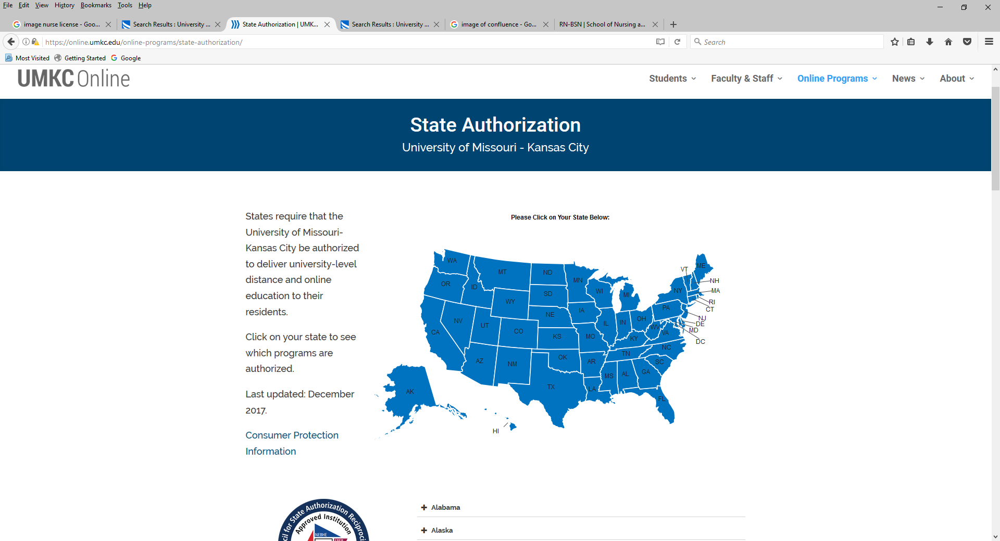 File Edit View History Bookmarks Tools Help
image nurse license - Goo...
Search Results : University ...
State Authorization | UMK...
Search Results : University ...
image of confluence - Go...
RN-BSN | School of Nursing a...
https://online.umkc.edu/online-programs/state-authorization/
Search
Most Visited Getting Started Google
UMKC Online
Students Faculty & Staff Online Programs News About
State Authorization
University of Missouri - Kansas City
States require that the
University of Missouri-
Kansas City be authorized
to deliver university-level
distance and online
education to their
residents.
Click on your state to see
which programs are
authorized.
Last updated: December
2017.
Consumer Protection
Information
Please Click on Your State Below:
WA
MT
ND
MN
VT
ME
OR
ID
SD
WI
MI
NY
NH
MA
WY
RI
CT
NV
UT
NE
IA
PA
NJ
CA
CO
KS
MO
IL
IN
OH
WV
VA
DE
MD
DC
KY
AZ
NM
OK
AR
TN
NC
SC
MS
AL
GA
AK
TX
LA
FL
HI
cil for State Authorization Reciproci
Approved Institution
NEBHE
+ Alabama
+ Alaska